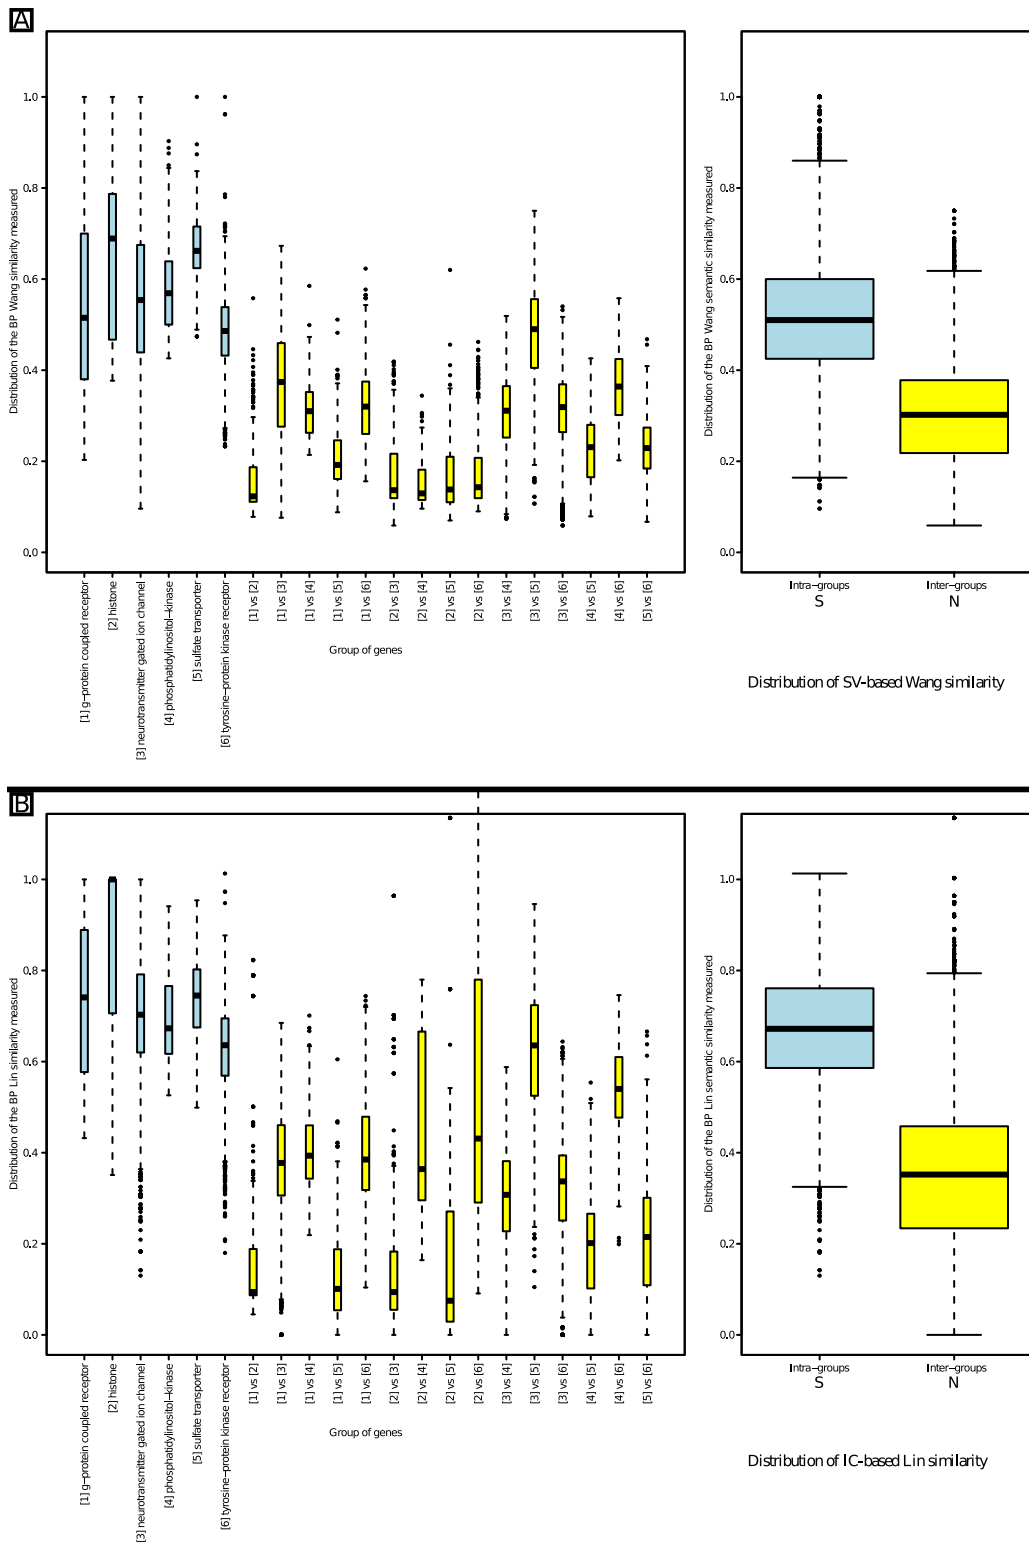 A
Distribution of the BP Wang similarity measured
1.0
0.8
0.6
0.4
0.2
0.0
[1] g−protein coupled receptor
[2] histone
[3] neurotransmitter gated ion channel
[4] phosphatidylinositol−kinase
[5] sulfate transporter
[6] tyrosine−protein kinase receptor
[1] vs [2]
[1] vs [3]
[1] vs [4]
[1] vs [5]
[1] vs [6]
[2] vs [3]
[2] vs [4]
[2] vs [5]
[2] vs [6]
[3] vs [4]
[3] vs [5]
[3] vs [6]
[4] vs [5]
[4] vs [6]
[5] vs [6]
Group of genes
Distribution of the BP Wang semantic similarity measured
1.0
0.8
0.6
0.4
0.2
0.0
Intra−groups
S
Inter−groups
N
Distribution of SV-based Wang similarity
B
Distribution of the BP Lin similarity measured
1.0
0.8
0.6
0.4
0.2
0.0
[1] g−protein coupled receptor
[2] histone
[3] neurotransmitter gated ion channel
[4] phosphatidylinositol−kinase
[5] sulfate transporter
[6] tyrosine−protein kinase receptor
[1] vs [2]
[1] vs [3]
[1] vs [4]
[1] vs [5]
[1] vs [6]
[2] vs [3]
[2] vs [4]
[2] vs [5]
[2] vs [6]
[3] vs [4]
[3] vs [5]
[3] vs [6]
[4] vs [5]
[4] vs [6]
[5] vs [6]
Group of genes
Distribution of the BP Lin semantic similarity measured
1.0
0.8
0.6
0.4
0.2
0.0
Intra−groups
S
Inter−groups
N
Distribution of IC-based Lin similarity